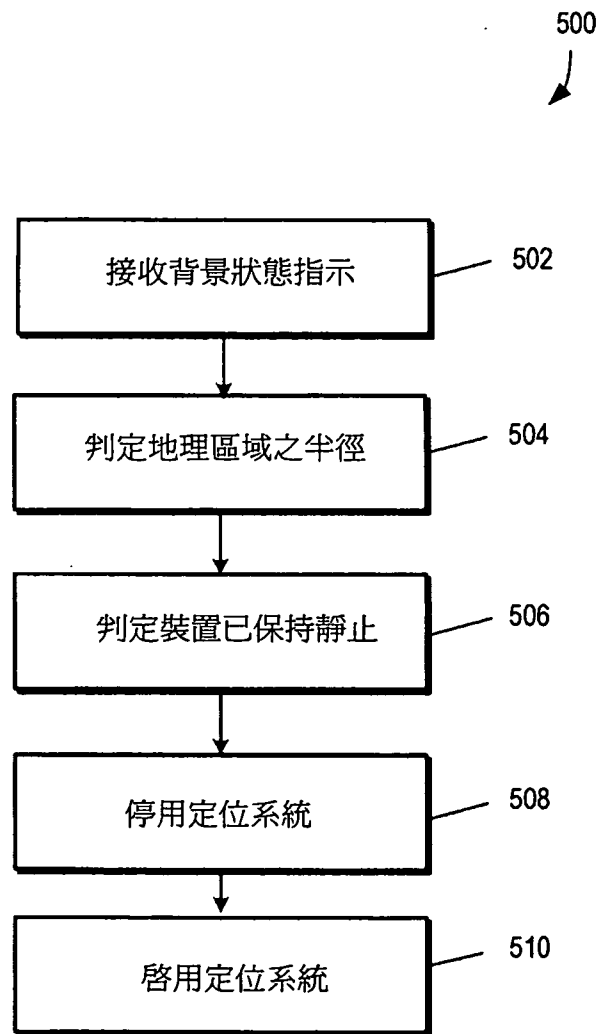 500
接收背景狀態指示
502
判定地理區域之半徑
504
判定裝置已保持靜止
506
停用定位系統
508
啓用定位系統
510